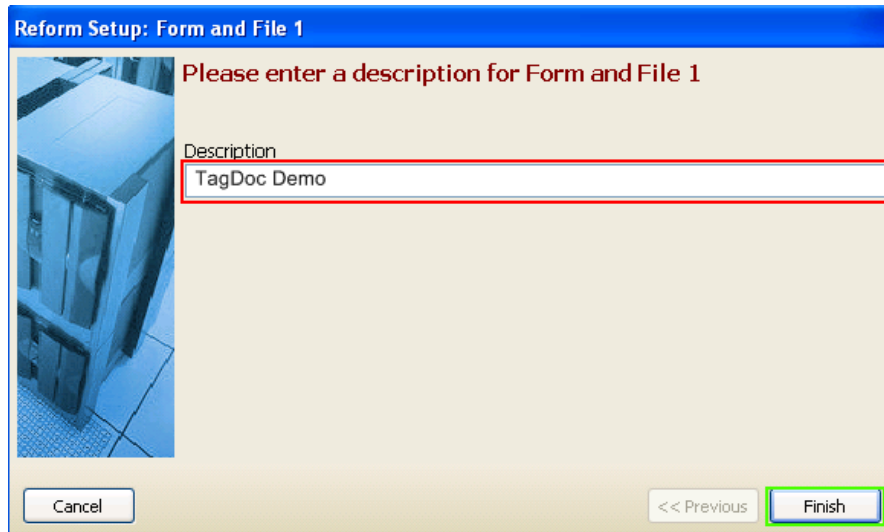 Reform Setup: Form and File 1
Please enter a description for Form and File 1
Description
TagDoc Demo
Cancel
<< Previous
Finish